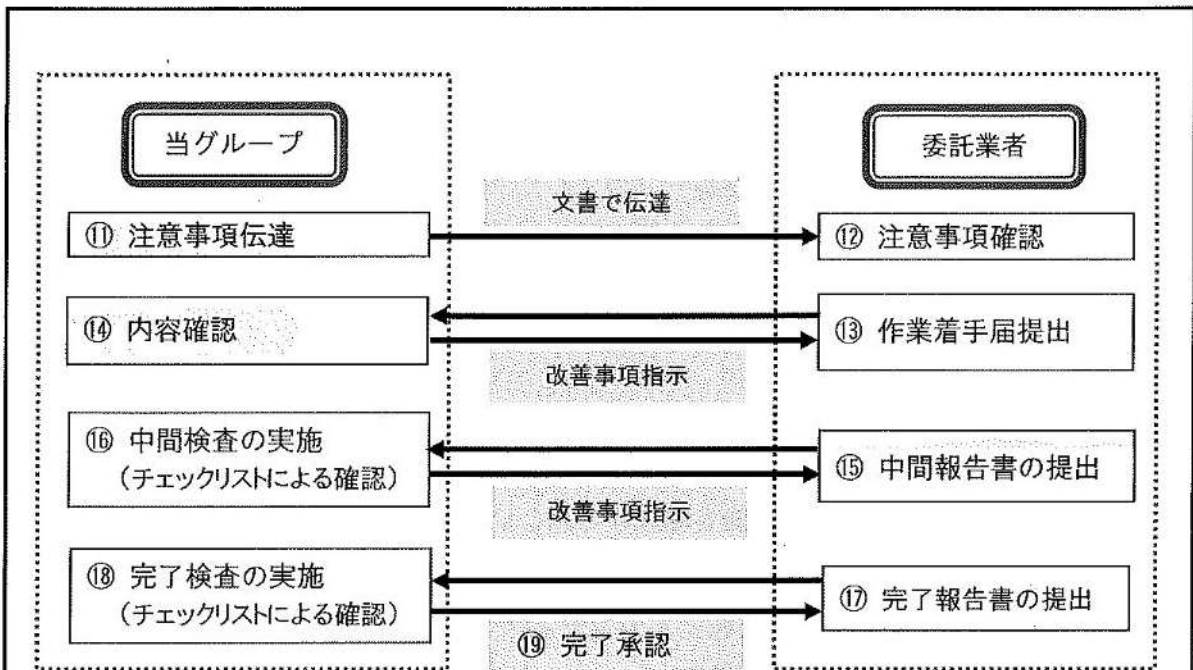 当グループ
委託業者
文書で伝達
⑪ 注意事項伝達
⑫ 注意事項確認
⑭ 内容確認
⑬ 作業着手届提出
改善事項指示
⑯ 中間検査の実施
(チェックリストによる確認)
⑮ 中間報告書の提出
改善事項指示
⑱ 完了検査の実施
(チェックリストによる確認)
⑰ 完了報告書の提出
⑲ 完了承認